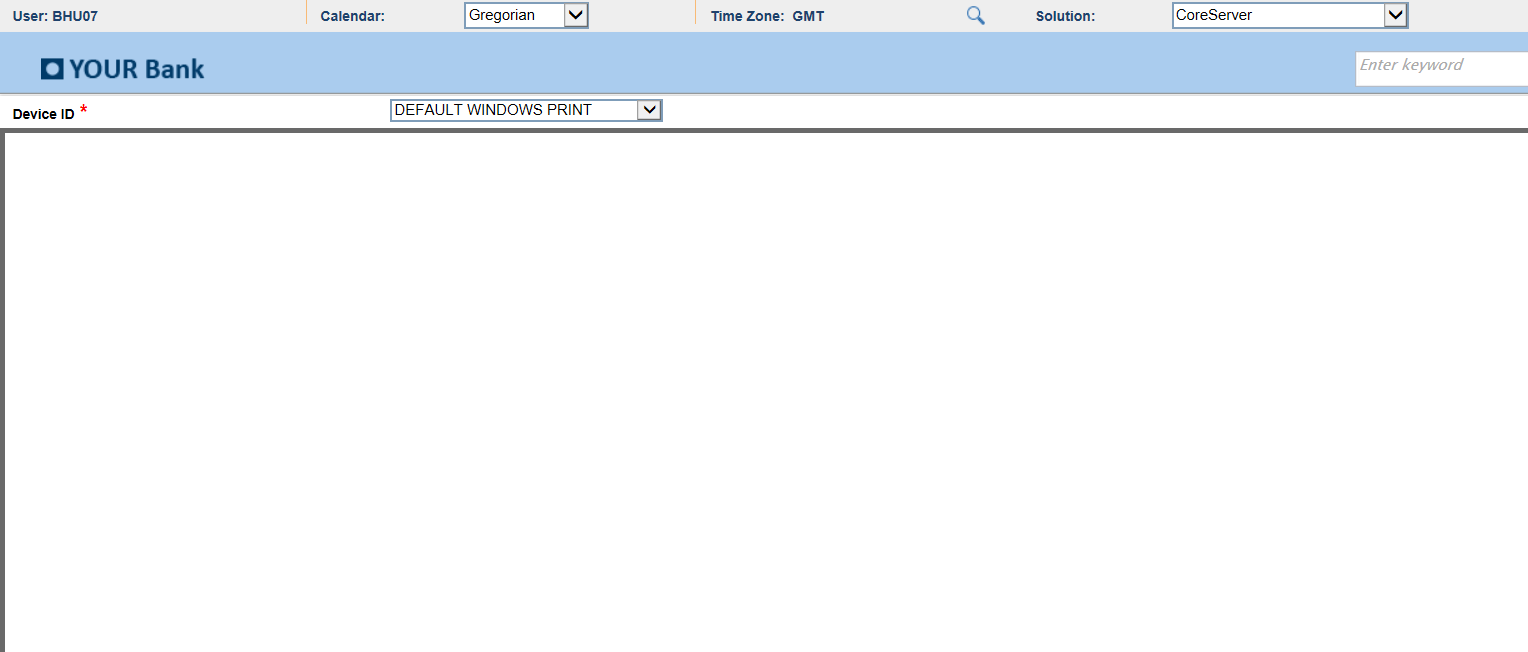 User: BHU07 Calendar: Gregorian Time Zone: GMT Solution: CoreServer
YOUR Bank Enter keyword
Device ID * DEFAULT WINDOWS PRINT